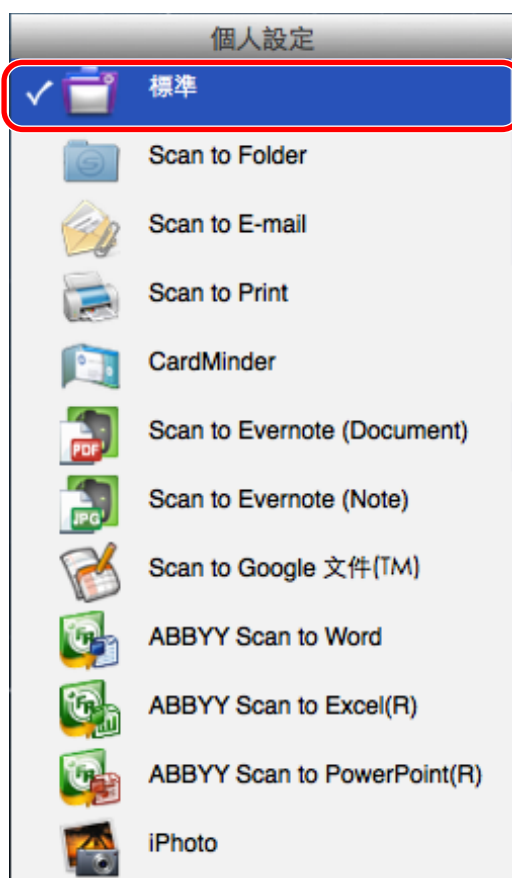 個人設定
標準
Scan to Folder
Scan to E-mail
Scan to Print
CardMinder
PDF
Scan to Evernote (Document)
JPG
Scan to Evernote (Note)
Scan to Google 文件(TM)
ABBYY Scan to Word
ABBYY Scan to Excel(R)
ABBYY Scan to PowerPoint(R)
iPhoto